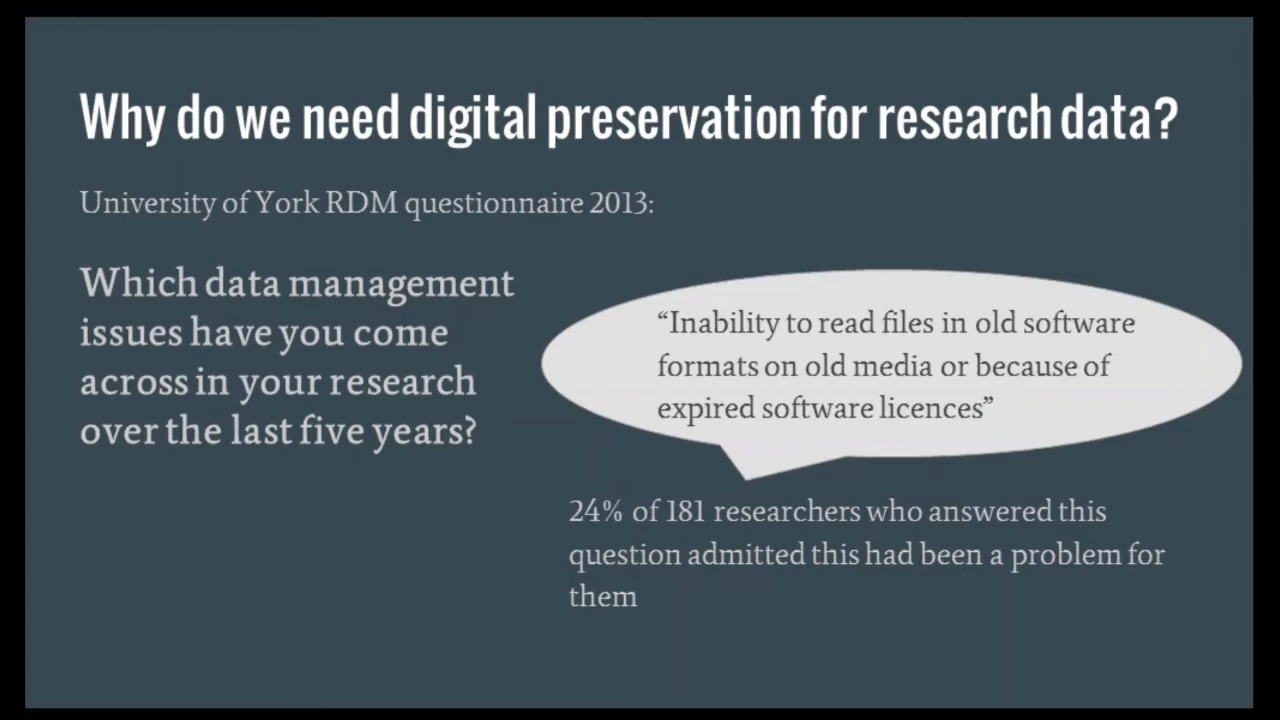 Why do we need digital preservation for research data?
University of York RDM questionnaire 2013:
Which data management
issues have you come
across in your research
over the last five years?
“Inability to read files in old software
formats on old media or because of
expired software licences”
24% of 181 researchers who answered this
question admitted this had been a problem for
them